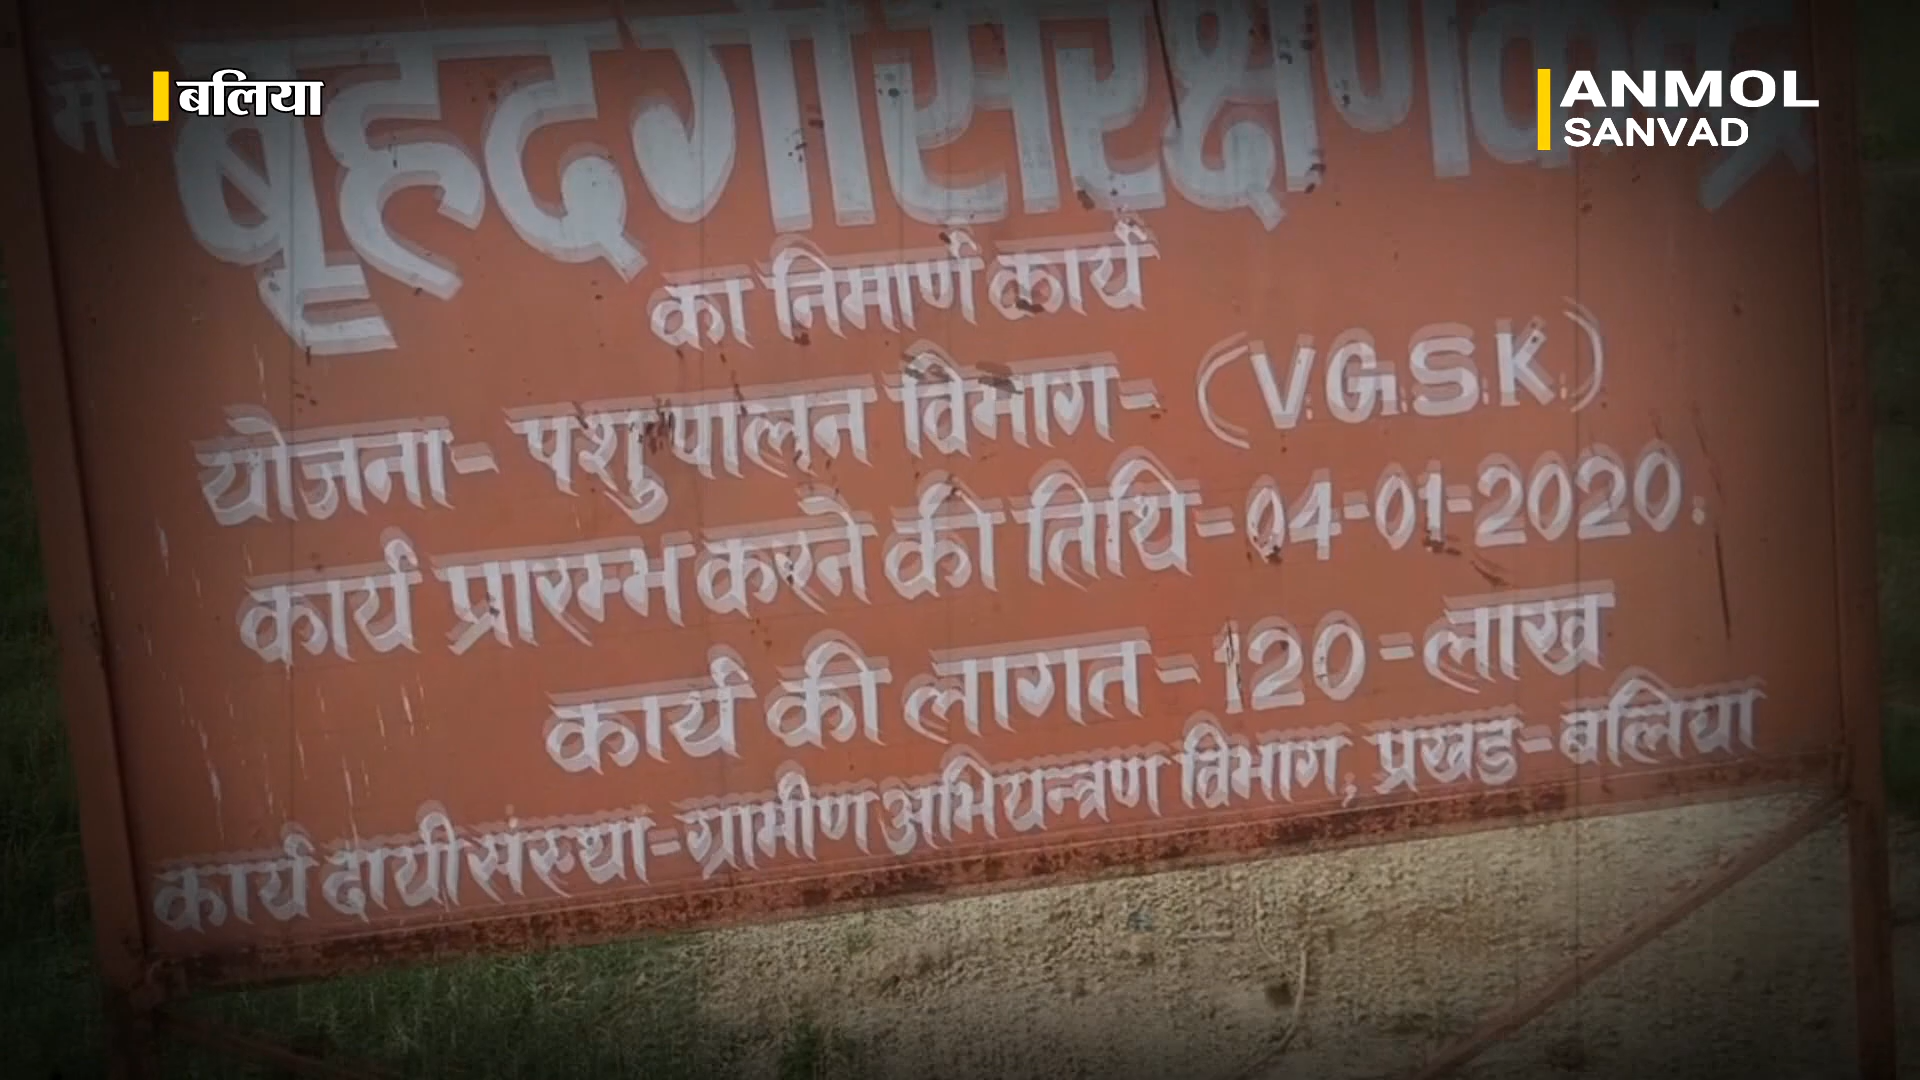 बलिया
ANMOL
SANVAD
में-बृहद गो संरक्षण केन्द्र
का निमार्ण कार्य
योजना- पशुपालन विभाग- (V.G.S.K.)
कार्य प्रारम्भ करने की तिथि-04-01-2020.
कार्य की लागत-120-लाख
कार्यदायी संस्था-ग्रामीण अभियन्त्रण विभाग, प्रखड-बलिया